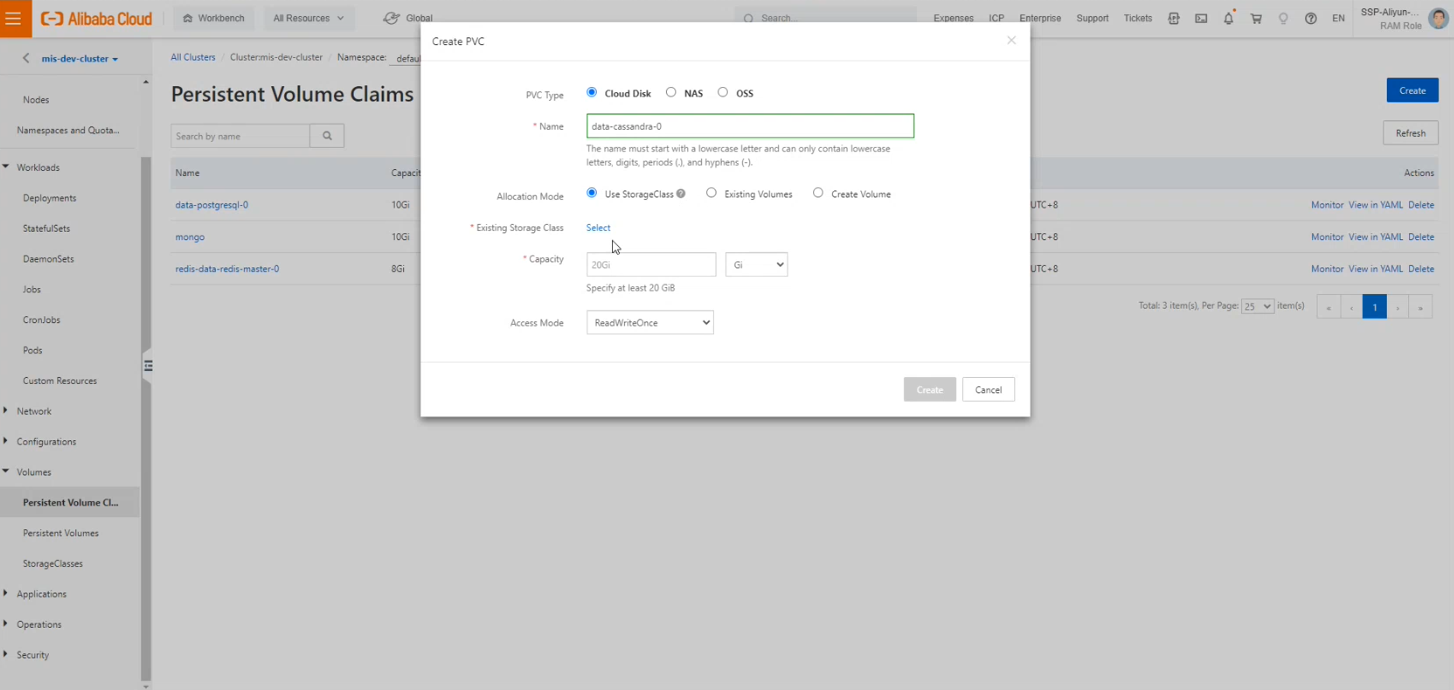 Alibaba Cloud
Workbench
All Resources
Global
Search...
Expenses
ICP
Enterprise
Support
Tickets
EN
SSP-Aliyun-...
RAM Role
mis-dev-cluster
Nodes
Namespaces and Quota...
Workloads
Deployments
StatefulSets
DaemonSets
Jobs
CronJobs
Pods
Custom Resources
Network
Configurations
Volumes
Persistent Volume Cl...
Persistent Volumes
StorageClasses
Applications
Operations
Security
All Clusters / Cluster:mis-dev-cluster / Namespace: defau
Persistent Volume Claims
Create
Search by name
Refresh
Name Capacit Actions
data-postgresql-0 10Gi UTC+8 Monitor View in YAML Delete
mongo 10Gi UTC+8 Monitor View in YAML Delete
redis-data-redis-master-0 8Gi UTC+8 Monitor View in YAML Delete
Total: 3 item(s), Per Page: 25 item(s) « ‹ 1 › »
Create PVC
PVC Type Cloud Disk NAS OSS
* Name data-cassandra-0
The name must start with a lowercase letter and can only contain lowercase
letters, digits, periods (.), and hyphens (-).
Allocation Mode Use StorageClass Existing Volumes Create Volume
* Existing Storage Class Select
* Capacity 20Gi Gi
Specify at least 20 GiB
Access Mode ReadWriteOnce
Create Cancel